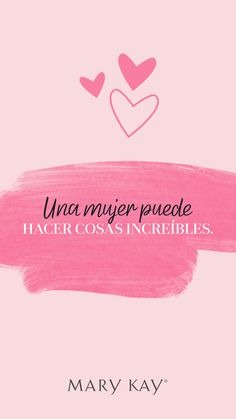 Una mujer puede
HACER COSAS INCREÍBLES.
MARY KAY®